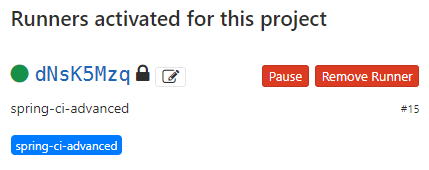 Runners activated for this project
dNsK5Mzq Pause Remove Runner
spring-ci-advanced #15
spring-ci-advanced